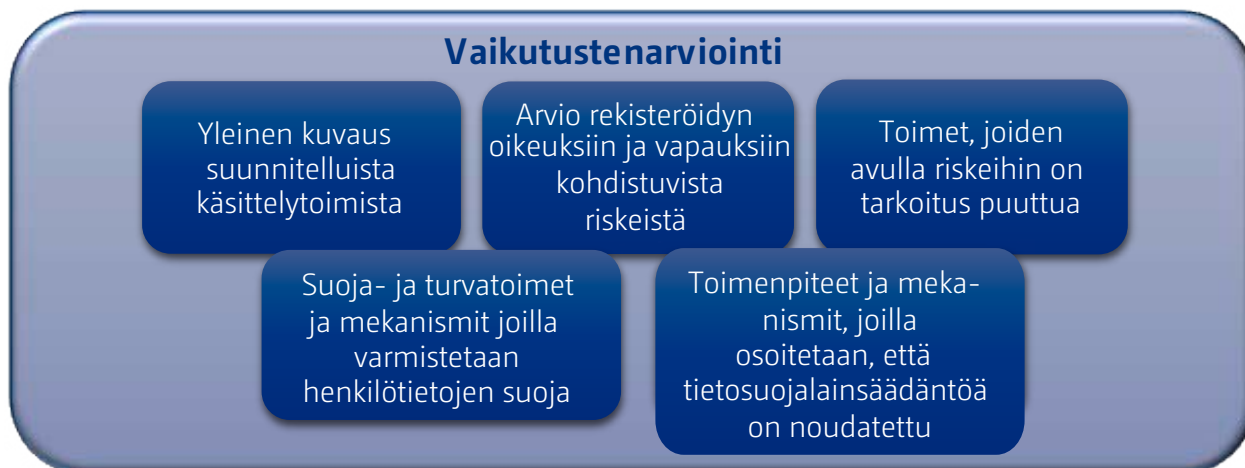 Vaikutustenarviointi
Yleinen kuvaus
suunnitelluista
käsittelytoimista
Arvio rekisteröidyn
oikeuksiin ja vapauksiin
kohdistuvista
riskeistä
Toimet, joiden
avulla riskeihin on
tarkoitus puuttua
Suoja- ja turvatoimet
ja mekanismit joilla
varmistetaan
henkilötietojen suoja
Toimenpiteet ja meka-
nismit, joilla
osoitetaan, että
tietosuojalainsäädäntöä
on noudatettu